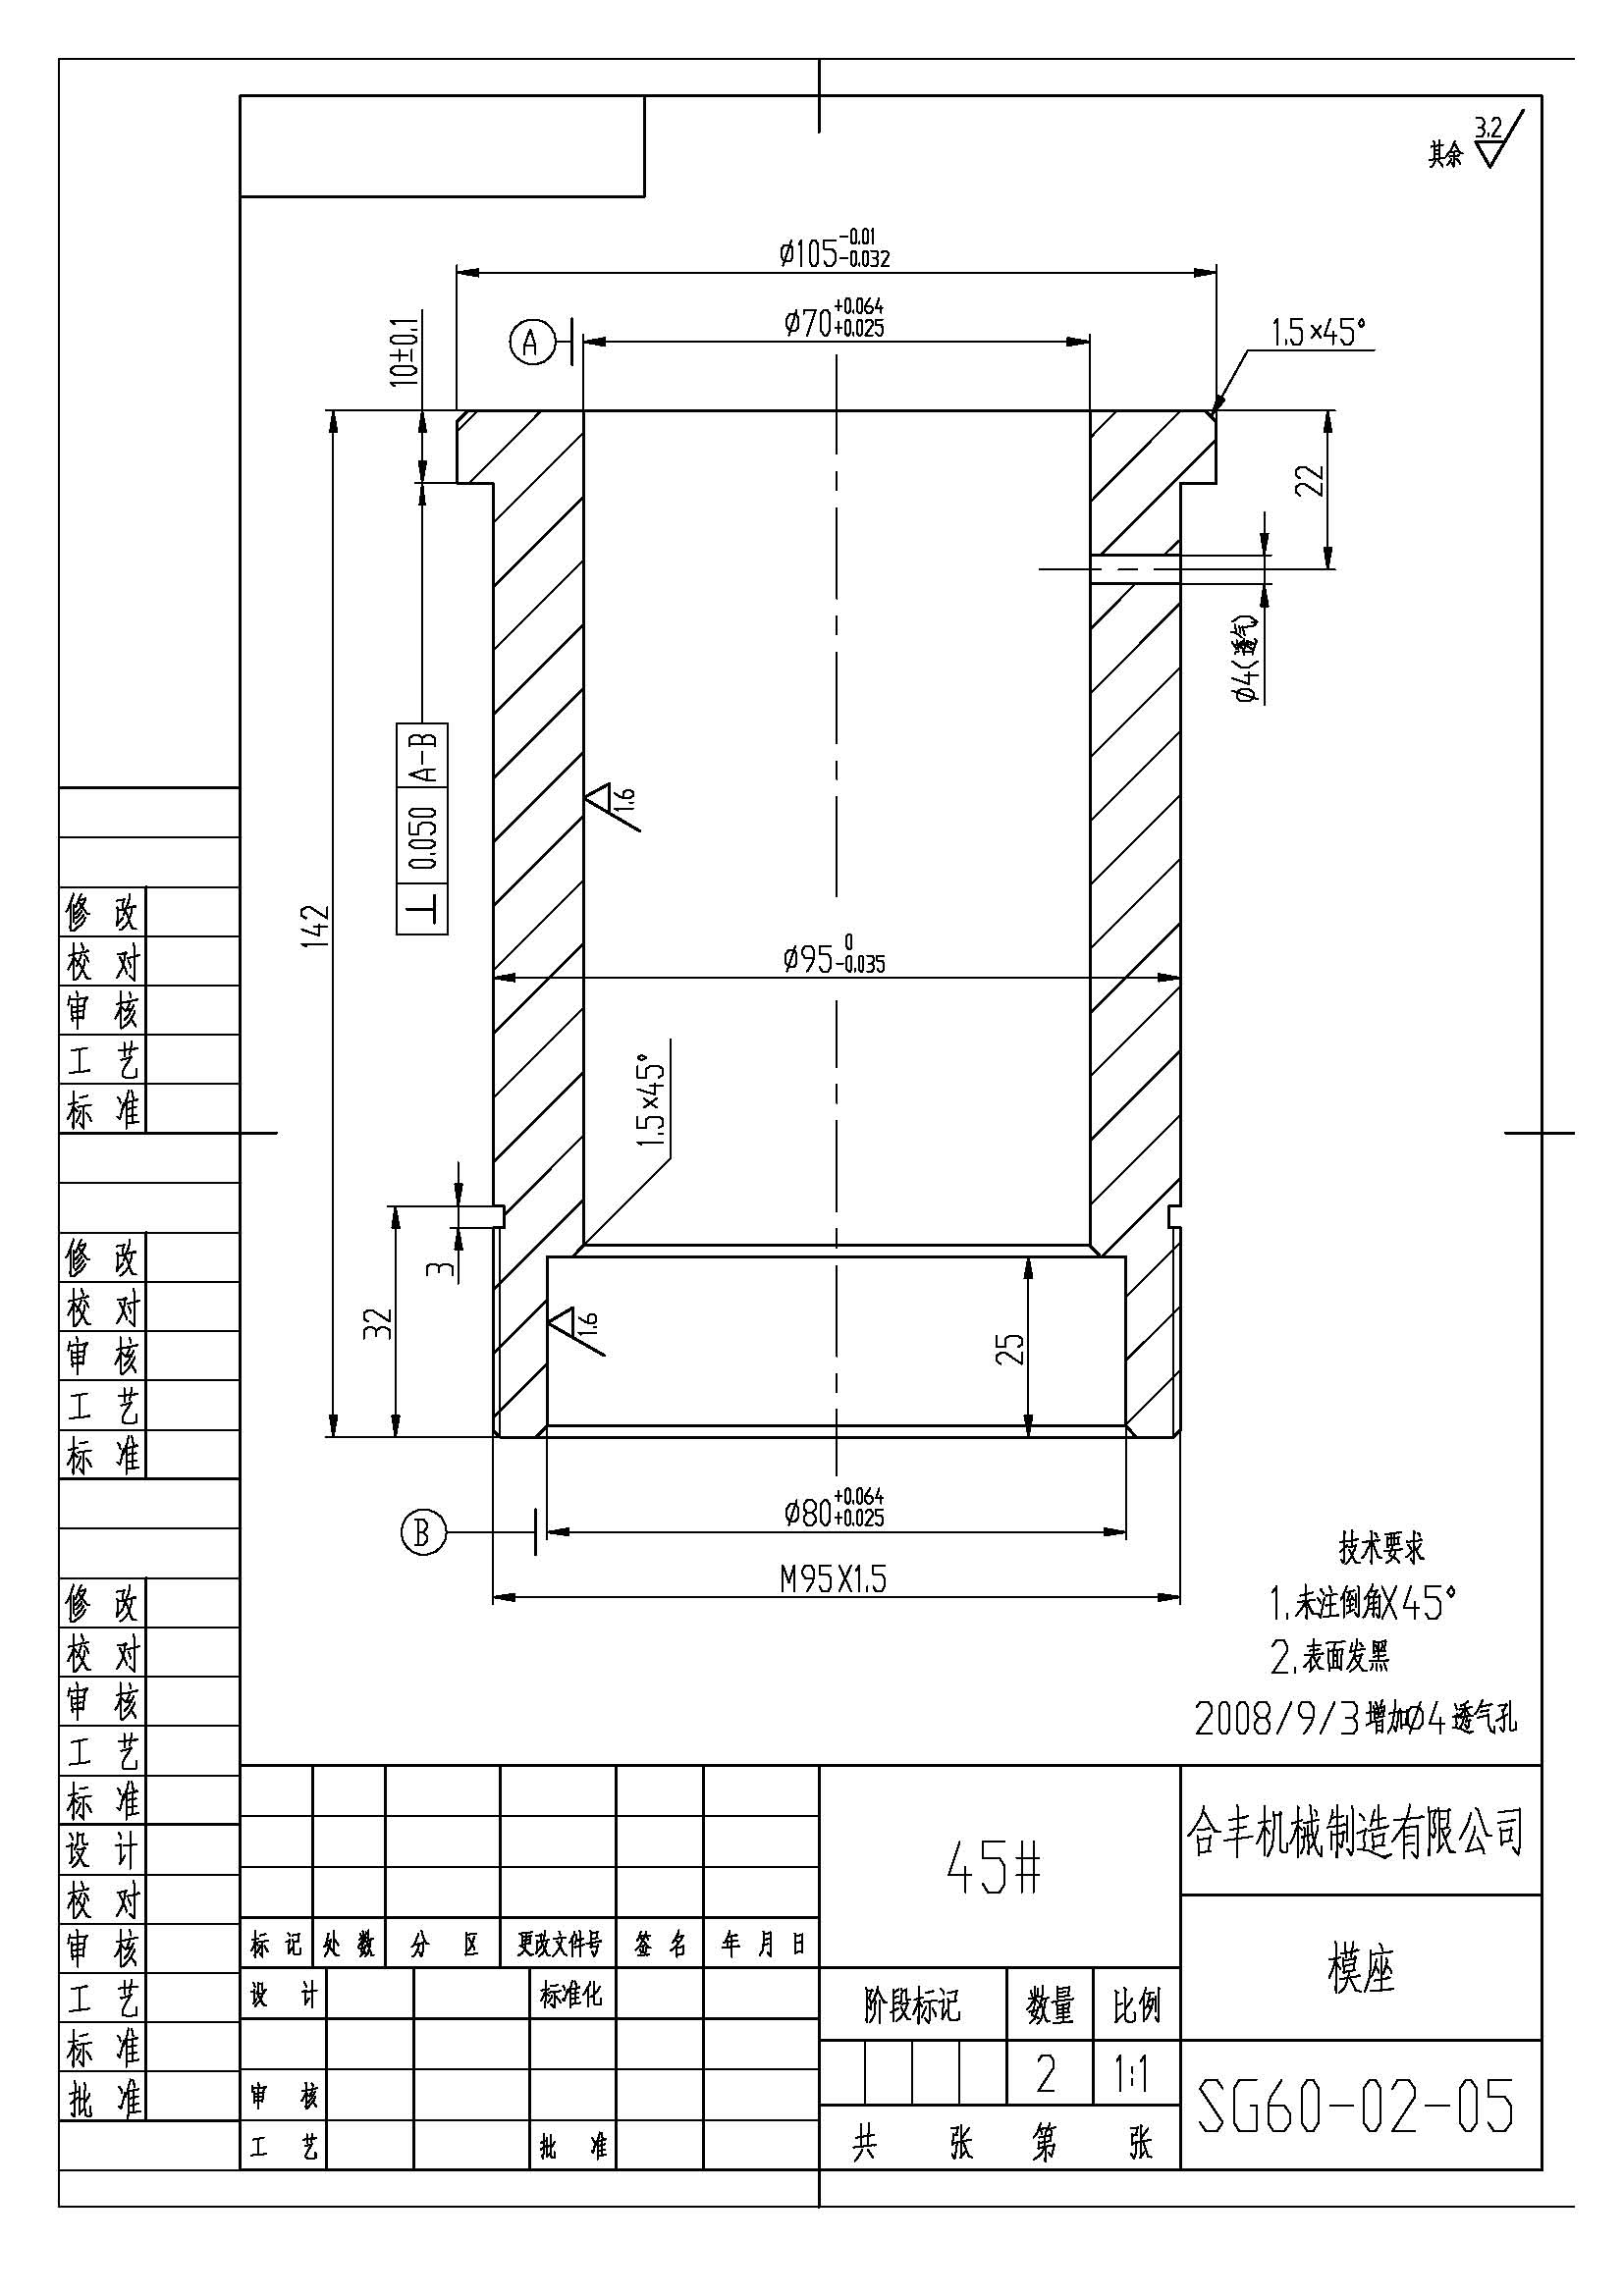 其余 3.2
ø105 -0.01 -0.032
ø70 +0.064 +0.025
A
1.5×45°
10±0.1
22
ø4(透气)
⊥ 0.050 A-B
1.6
142
ø95 0 -0.035
1.5×45°
3
32
1.6
25
ø80 +0.064 +0.025
B
M95X1.5
技术要求
1.未注倒角X45°
2.表面发黑
2008/9/3增加ø4透气孔
修 改
校 对
审 核
工 艺
标 准
修 改
校 对
审 核
工 艺
标 准
修 改
校 对
审 核
工 艺
标 准
设 计
校 对
审 核
工 艺
标 准
批 准
标 记 处 数 分 区 更改文件号 签 名 年 月 日
设 计 标准化
审 核
工 艺 批 准
45#
阶段标记 数量 比例
2 1:1
共 张 第 张
合丰机械制造有限公司
模座
SG60-02-05